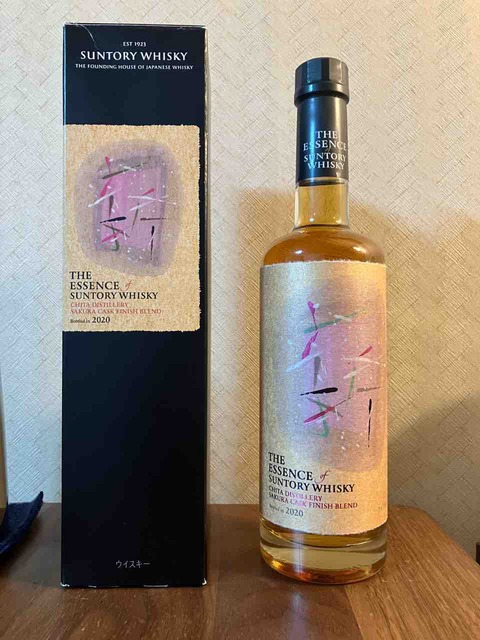 EST 1923
SUNTORY WHISKY
THE FOUNDING HOUSE OF JAPANESE WHISKY
THE
ESSENCE of
SUNTORY WHISKY
CHITA DISTILLERY
SAKURA CASK FINISH BLEND
Bottled in 2020
ウイスキー
THE
ESSENCE
of
SUNTORY
WHISKY
THE
ESSENCE of
SUNTORY WHISKY
CHITA DISTILLERY
SAKURA CASK FINISH BLEND
Bottled in 2020